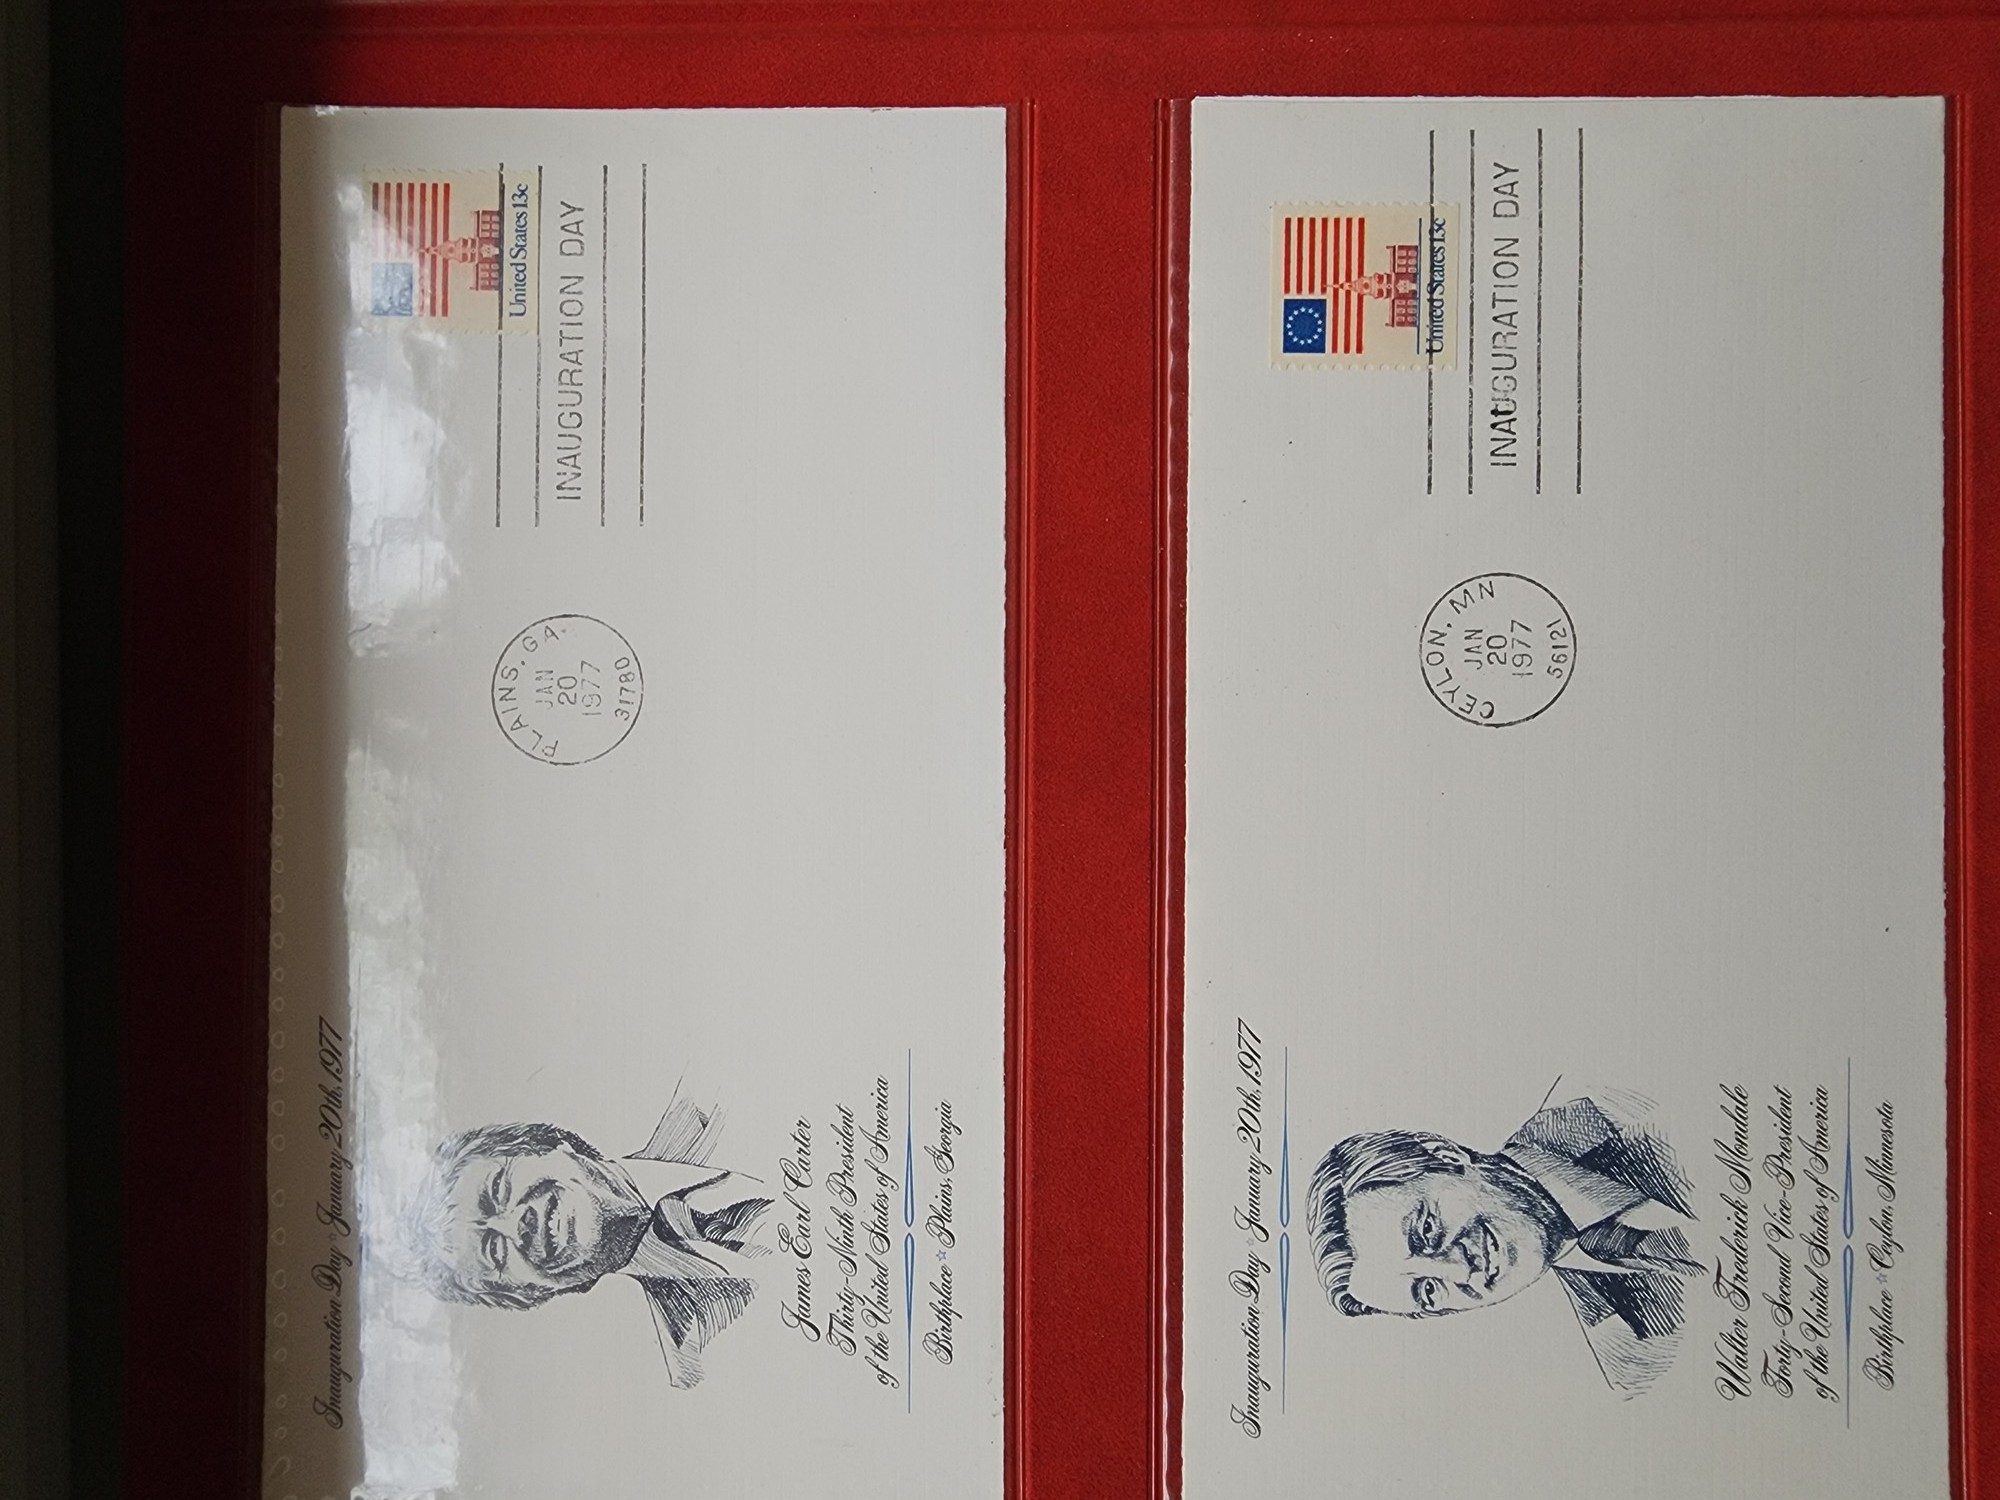 Inauguration Day ☆ January 20th, 1977
United States 13c
INAUGURATION DAY
PLAINS, GA.
JAN
20
1977
31780
James Earl Carter
Thirty-Ninth President
of the United States of America
Birthplace ☆ Plains, Georgia
Inauguration Day ☆ January 20th, 1977
United States 13c
INAUGURATION DAY
CEYLON, MN
JAN
20
1977
56121
Walter Frederick Mondale
Forty-Second Vice-President
of the United States of America
Birthplace ☆ Ceylon, Minnesota